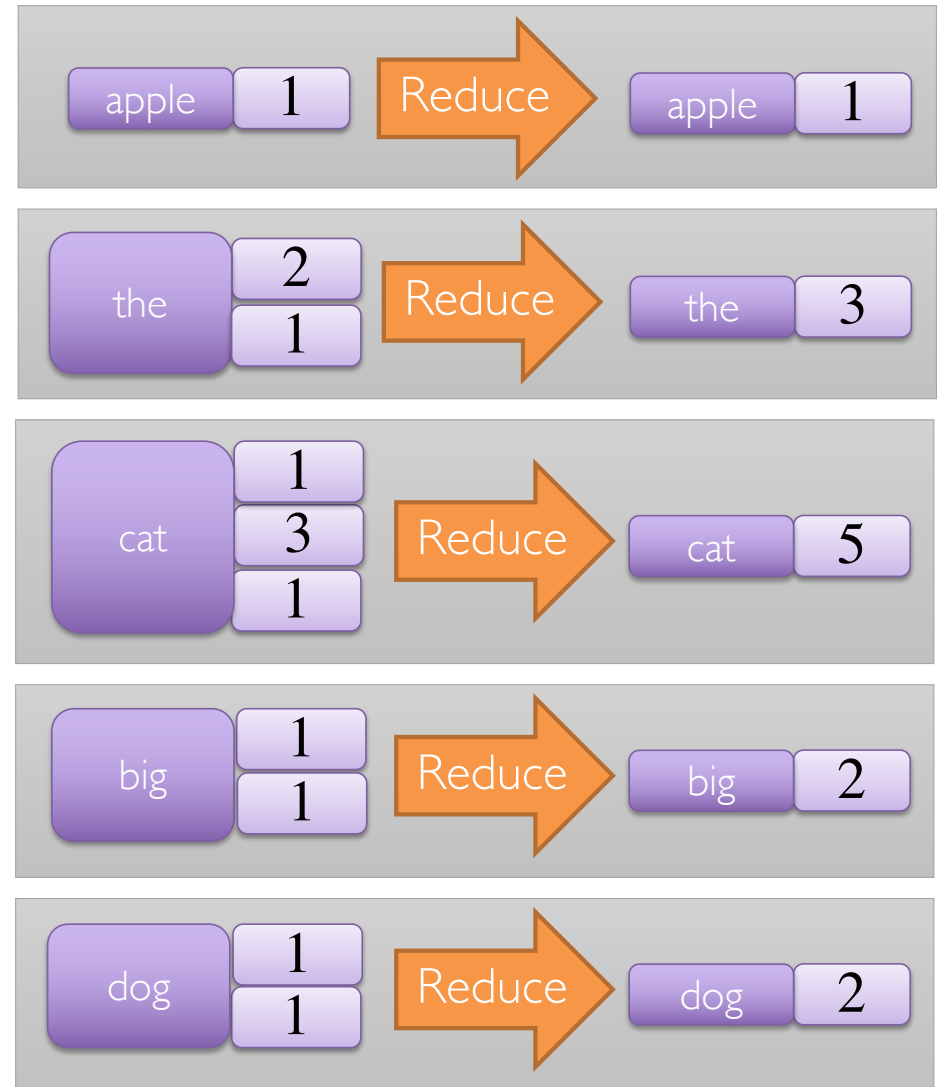 apple 1 Reduce apple 1
the 2 1 Reduce the 3
cat 1 3 1 Reduce cat 5
big 1 1 Reduce big 2
dog 1 1 Reduce dog 2